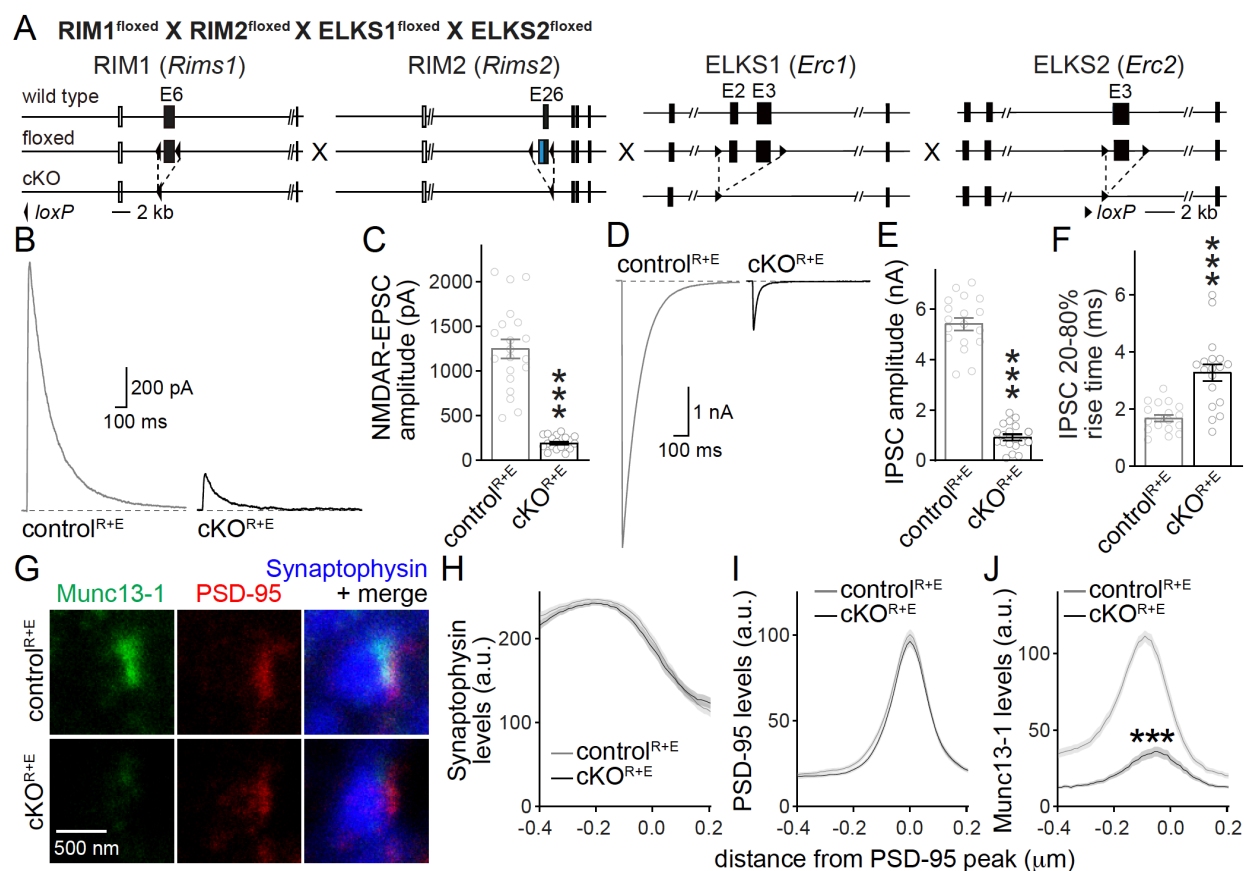 A RIM1floxed X RIM2floxed X ELKS1floxed X ELKS2floxed
RIM1 (Rims1) RIM2 (Rims2) ELKS1 (Erc1) ELKS2 (Erc2)
wild type E6 E26 E2 E3 E3
floxed X X X
cKO
loxP 2 kb loxP 2 kb
B
200 pA
100 ms
controlR+E cKOR+E
C
NMDAR-EPSC
amplitude (pA)
2000
1500
1000
500
0
***
controlR+E
cKOR+E
D
controlR+E cKOR+E
1 nA
100 ms
E
IPSC amplitude (nA)
6
4
2
0
***
controlR+E
cKOR+E
F
IPSC 20-80%
rise time (ms)
6
4
2
0
***
controlR+E
cKOR+E
G
Munc13-1 PSD-95 Synaptophysin
+ merge
controlR+E
cKOR+E
500 nm
H
Synaptophysin
levels (a.u.)
200
100
0
controlR+E
cKOR+E
-0.4 -0.2 0.0 0.2
I
PSD-95 levels (a.u.)
100
50
0
controlR+E
cKOR+E
-0.4 -0.2 0.0 0.2
J
Munc13-1 levels (a.u.)
100
50
0
controlR+E
cKOR+E
***
-0.4 -0.2 0.0 0.2
distance from PSD-95 peak (μm)